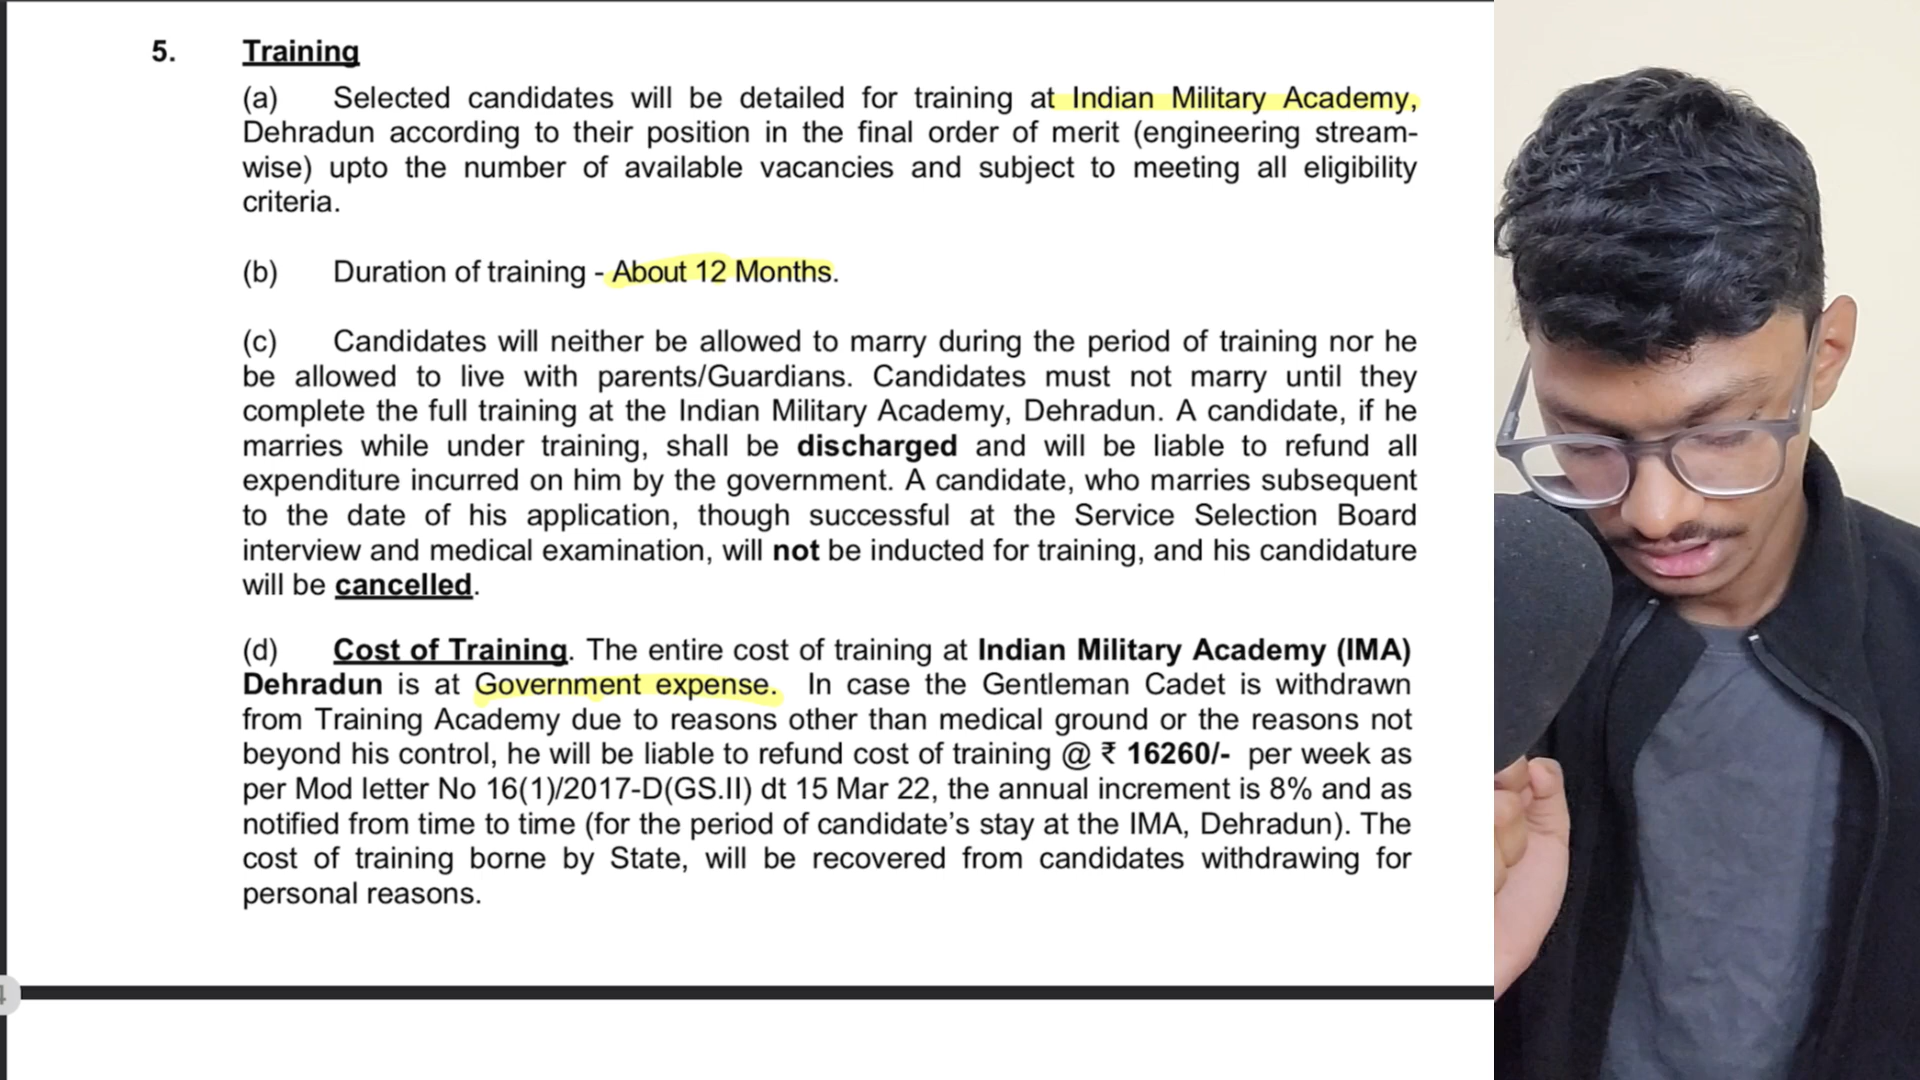 5. Training
(a) Selected candidates will be detailed for training at Indian Military Academy,
Dehradun according to their position in the final order of merit (engineering stream-
wise) upto the number of available vacancies and subject to meeting all eligibility
criteria.
(b) Duration of training - About 12 Months.
(c) Candidates will neither be allowed to marry during the period of training nor he
be allowed to live with parents/Guardians. Candidates must not marry until they
complete the full training at the Indian Military Academy, Dehradun. A candidate, if he
marries while under training, shall be discharged and will be liable to refund all
expenditure incurred on him by the government. A candidate, who marries subsequent
to the date of his application, though successful at the Service Selection Board
interview and medical examination, will not be inducted for training, and his candidature
will be cancelled.
(d) Cost of Training. The entire cost of training at Indian Military Academy (IMA)
Dehradun is at Government expense. In case the Gentleman Cadet is withdrawn
from Training Academy due to reasons other than medical ground or the reasons not
beyond his control, he will be liable to refund cost of training @ ₹ 16260/- per week as
per Mod letter No 16(1)/2017-D(GS.II) dt 15 Mar 22, the annual increment is 8% and as
notified from time to time (for the period of candidate’s stay at the IMA, Dehradun). The
cost of training borne by State, will be recovered from candidates withdrawing for
personal reasons.